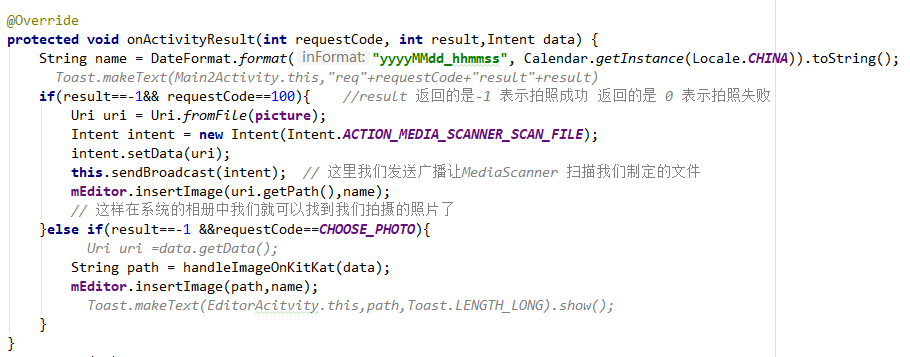 @Override
protected void onActivityResult(int requestCode, int result,Intent data) {
String name = DateFormat.format( inFormat: "yyyyMMdd_hhmmss", Calendar.getInstance(Locale.CHINA)).toString();
Toast.makeText(Main2Activity.this,"req"+requestCode+"result"+result)
if(result==-1&& requestCode==100){ //result 返回的是-1 表示拍照成功 返回的是 0 表示拍照失败
Uri uri = Uri.fromFile(picture);
Intent intent = new Intent(Intent.ACTION_MEDIA_SCANNER_SCAN_FILE);
intent.setData(uri);
this.sendBroadcast(intent); // 这里我们发送广播让MediaScanner 扫描我们制定的文件
mEditor.insertImage(uri.getPath(),name);
// 这样在系统的相册中我们就可以找到我们拍摄的照片了
}else if(result==-1 &&requestCode==CHOOSE_PHOTO){
Uri uri =data.getData();
String path = handleImageOnKitKat(data);
mEditor.insertImage(path,name);
Toast.makeText(EditorAcitvity.this,path,Toast.LENGTH_LONG).show();
}
}